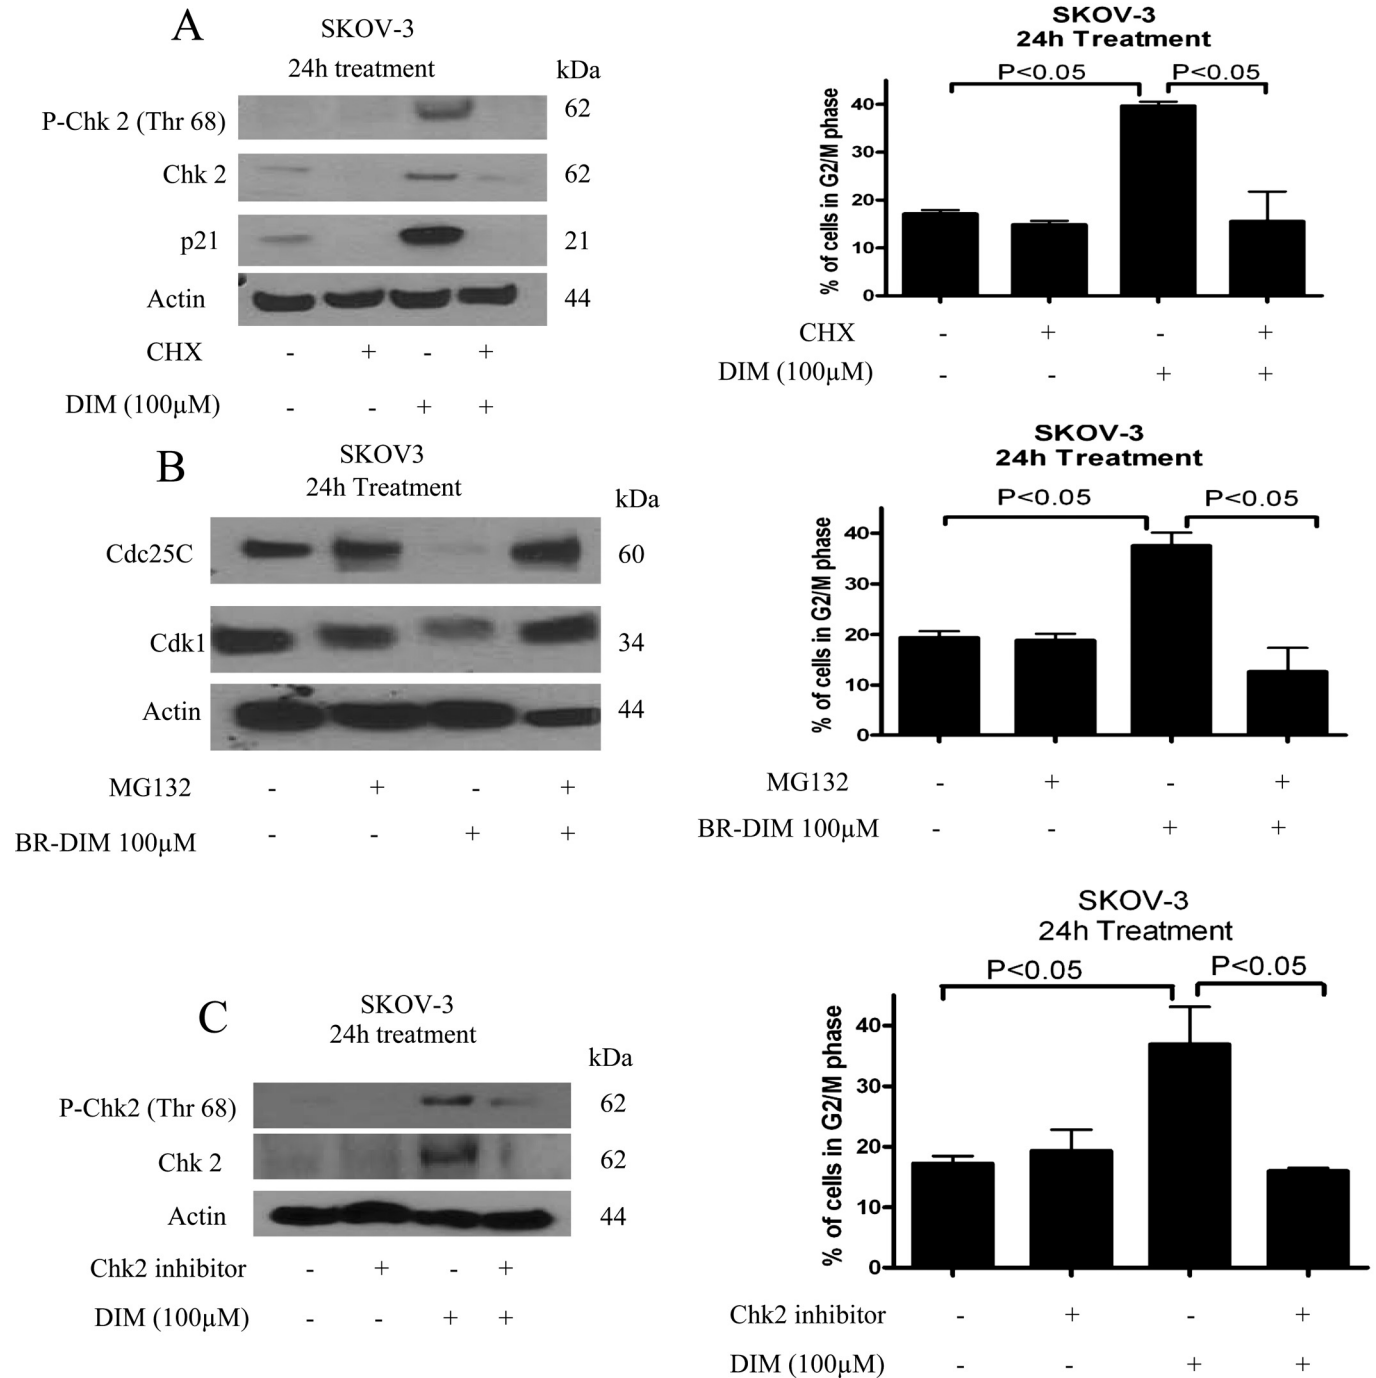 A
SKOV-3
24h treatment
kDa
P-Chk 2 (Thr 68)
62
Chk 2
62
p21
21
Actin
44
CHX - + - +
DIM (100µM) - - + +
SKOV-3
24h Treatment
P<0.05 P<0.05
% of cells in G2/M phase
40
30
20
10
0
CHX - + - +
DIM (100µM) - - + +
B
SKOV3
24h Treatment
kDa
Cdc25C
60
Cdk1
34
Actin
44
MG132 - + - +
BR-DIM 100µM - - + +
SKOV-3
24h Treatment
P<0.05 P<0.05
% of cells in G2/M phase
40
30
20
10
0
MG132 - + - +
BR-DIM 100µM - - + +
C
SKOV-3
24h treatment
kDa
P-Chk2 (Thr 68)
62
Chk 2
62
Actin
44
Chk2 inhibitor - + - +
DIM (100µM) - - + +
SKOV-3
24h Treatment
P<0.05 P<0.05
% of cells in G2/M phase
40
30
20
10
0
Chk2 inhibitor - + - +
DIM (100µM) - - + +